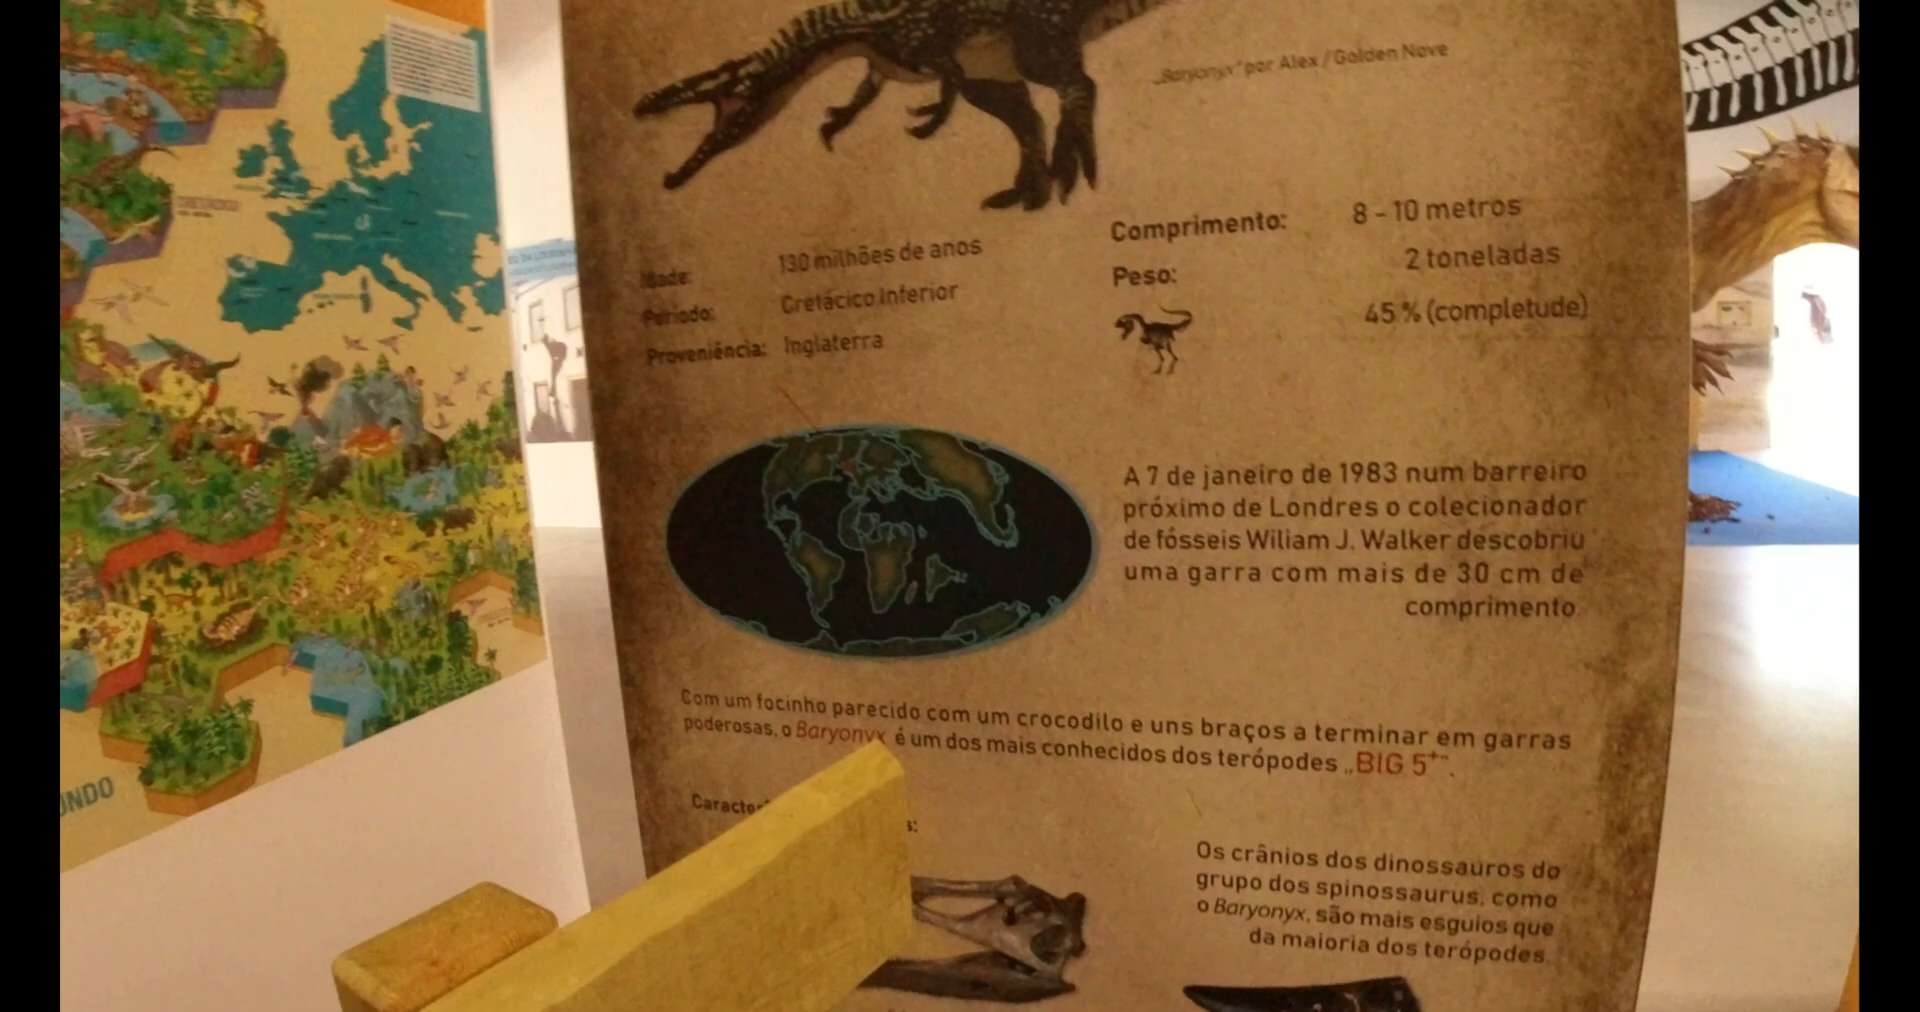 „Baryonyx" por Alex / Golden Nove
Idade: 130 milhões de anos
Período: Cretácico Inferior
Proveniência: Inglaterra
Comprimento: 8 - 10 metros
Peso: 2 toneladas
45 % (completude)
A 7 de janeiro de 1983 num barreiro
próximo de Londres o colecionador
de fósseis Wiliam J. Walker descobriu
uma garra com mais de 30 cm de
comprimento
Com um focinho parecido com um crocodilo e uns braços a terminar em garras
poderosas, o Baryonyx é um dos mais conhecidos dos terópodes „BIG 5+".
Os crânios dos dinossauros do
grupo dos spinossaurus, como
o Baryonyx, são mais esguios que
da maioria dos terópodes.